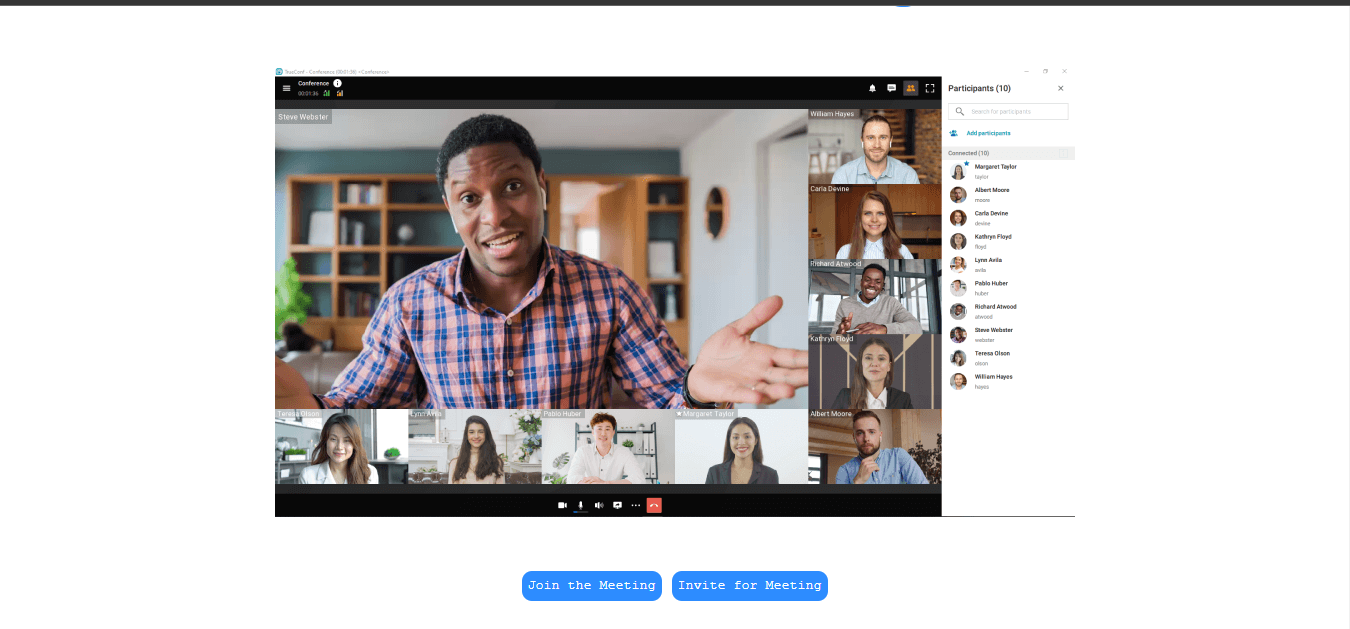 TrueConf - Conference (00:01:36) <Conference>
Conference
00:01:36
Participants (10)
Search for participants
Add participants
Connected (10)
Margaret Taylor
taylor
Albert Moore
moore
Carla Devine
devine
Kathryn Floyd
floyd
Lynn Avila
avila
Pablo Huber
huber
Richard Atwood
atwood
Steve Webster
webster
Teresa Olson
olson
William Hayes
hayes
Steve Webster
William Hayes
Carla Devine
Richard Atwood
Kathryn Floyd
Teresa Olson
Lynn Avila
Pablo Huber
Margaret Taylor
Albert Moore
Join the Meeting
Invite for Meeting